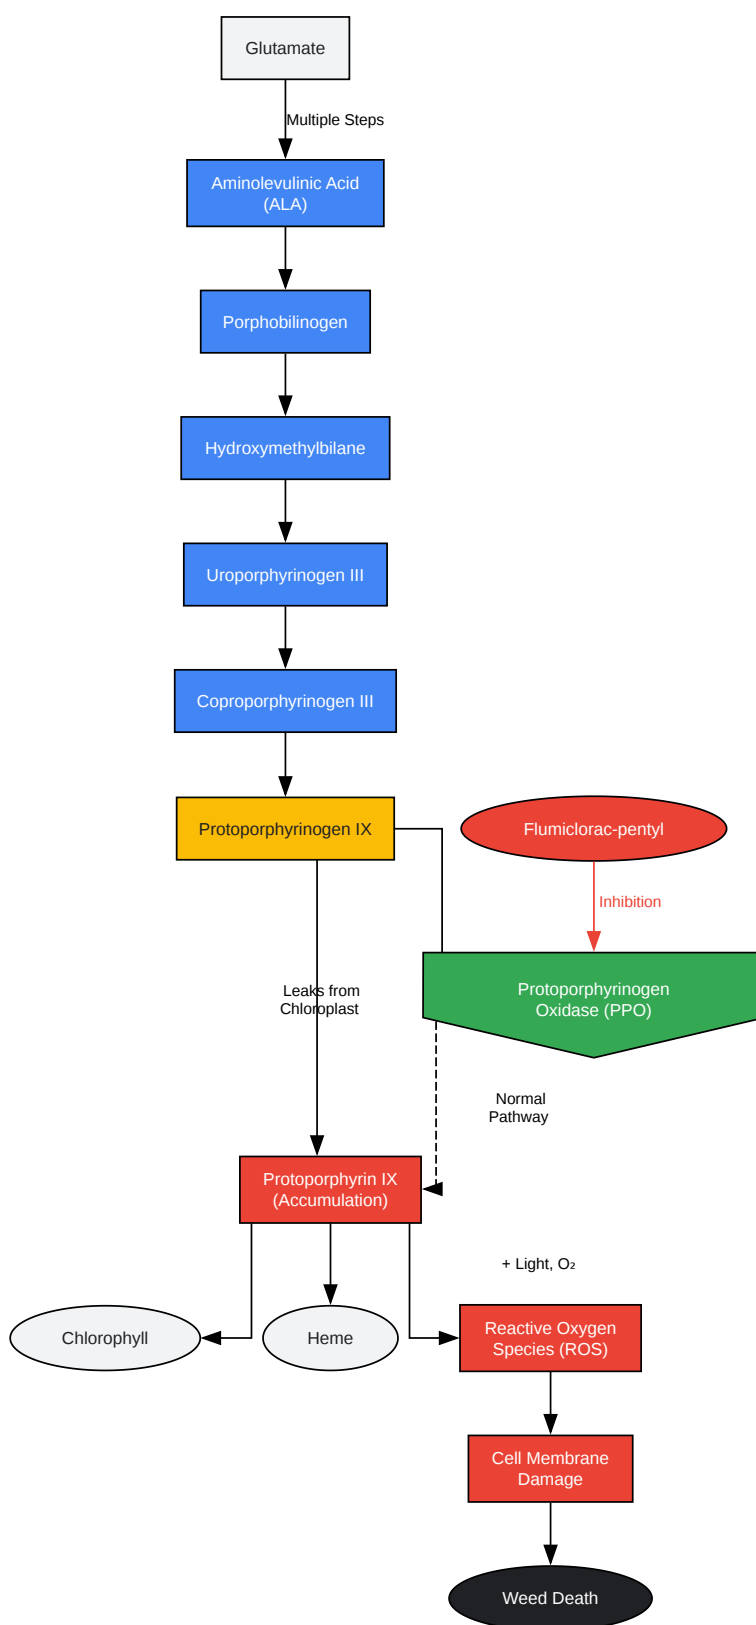 Glutamate
Multiple Steps
Aminolevulinic Acid
(ALA)
Porphobilinogen
Hydroxymethylbilane
Uroporphyrinogen III
Coproporphyrinogen III
Protoporphyrinogen IX
Flumiclorac-pentyl
Inhibition
Protoporphyrinogen
Oxidase (PPO)
Leaks from
Chloroplast
Normal
Pathway
Protoporphyrin IX
(Accumulation)
+ Light, O₂
Chlorophyll
Heme
Reactive Oxygen
Species (ROS)
Cell Membrane
Damage
Weed Death